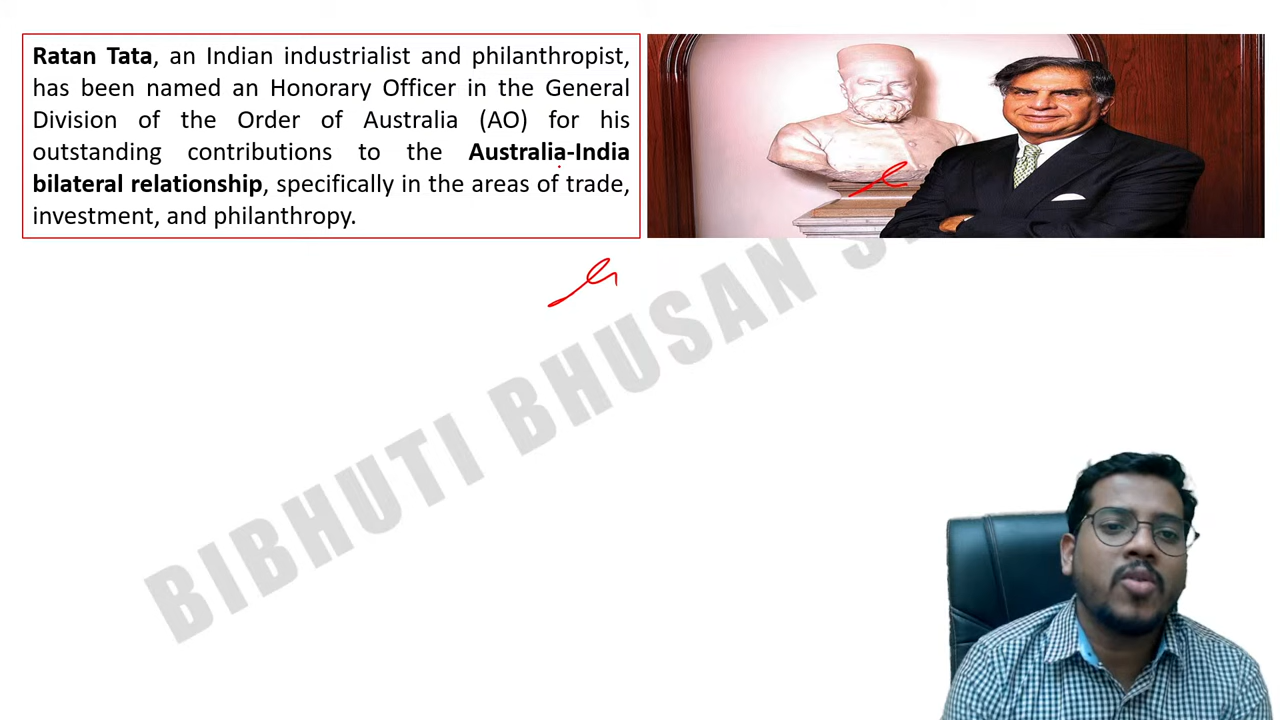 Ratan Tata, an Indian industrialist and philanthropist,
has been named an Honorary Officer in the General
Division of the Order of Australia (AO) for his
outstanding contributions to the Australia-India
bilateral relationship, specifically in the areas of trade,
investment, and philanthropy.
BIBHUTI BHUSAN